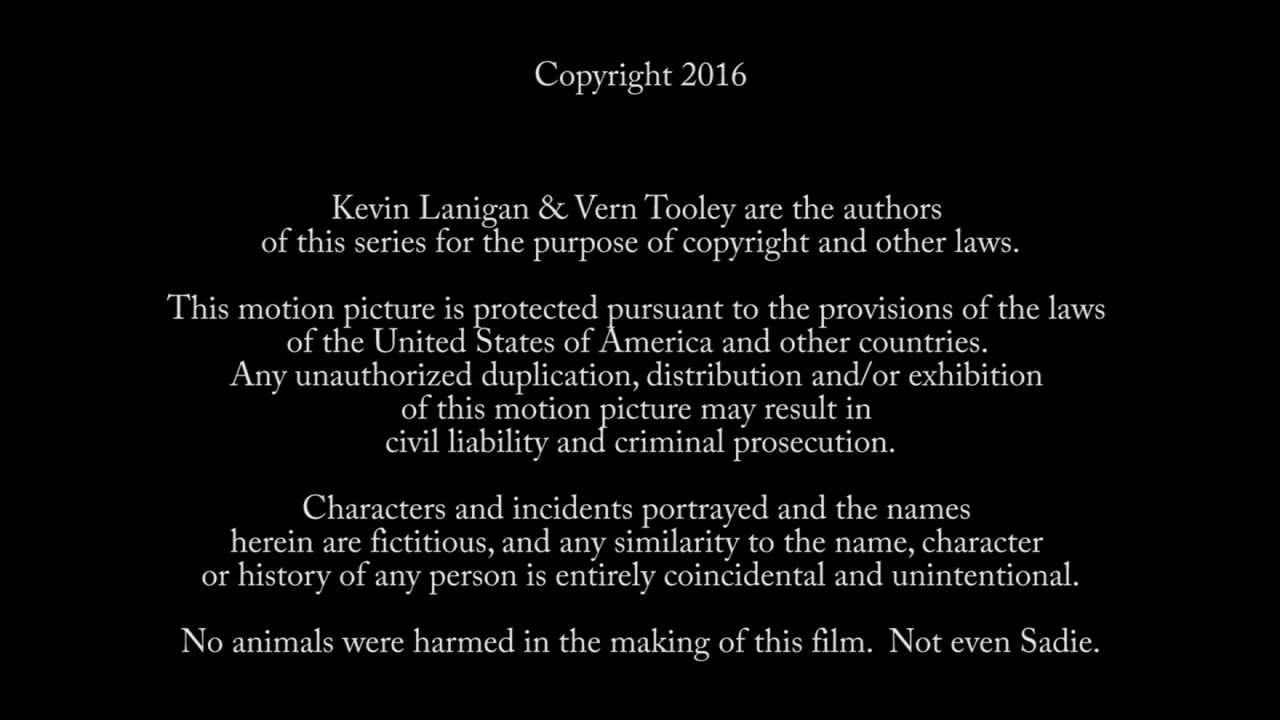 Copyright 2016
Kevin Lanigan & Vern Tooley are the authors
of this series for the purpose of copyright and other laws.
This motion picture is protected pursuant to the provisions of the laws
of the United States of America and other countries.
Any unauthorized duplication, distribution and/or exhibition
of this motion picture may result in
civil liability and criminal prosecution.
Characters and incidents portrayed and the names
herein are fictitious, and any similarity to the name, character
or history of any person is entirely coincidental and unintentional.
No animals were harmed in the making of this film.  Not even Sadie.